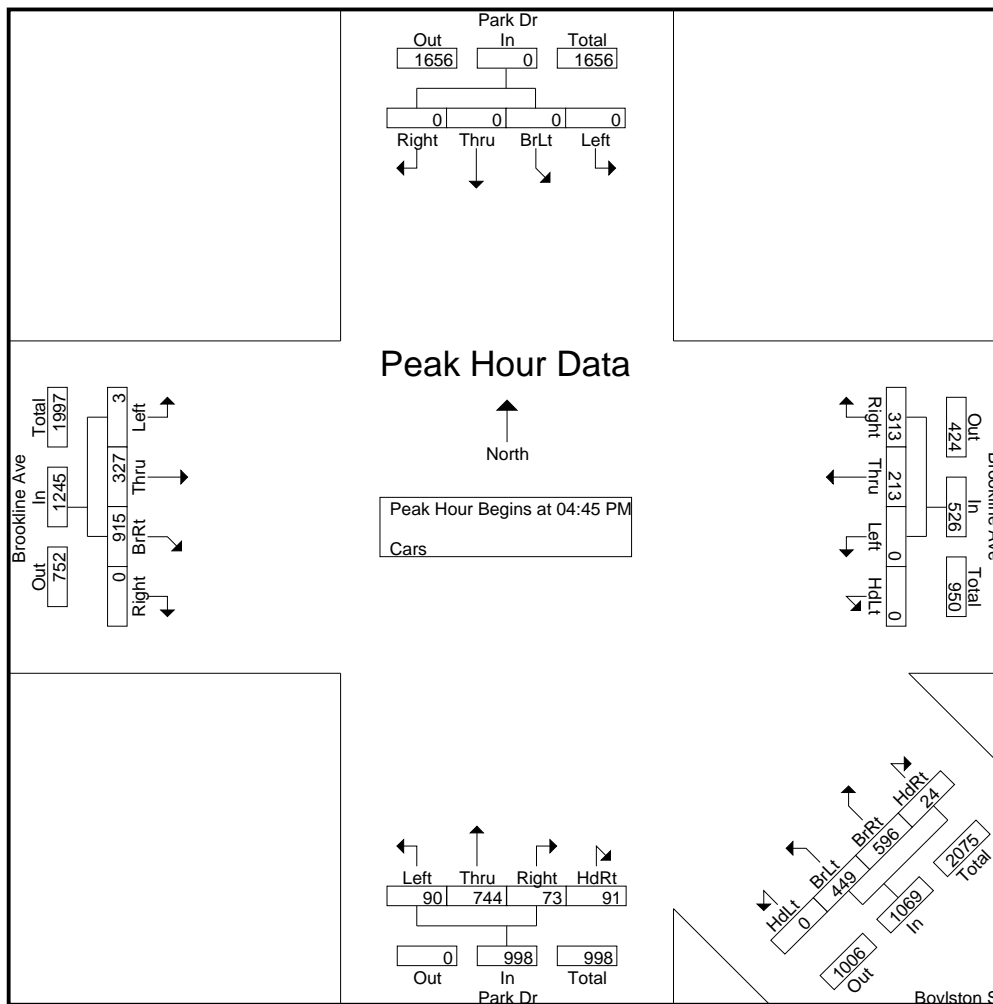 Park Dr
Out In Total
1656 0 1656
0 0 0 0
Right Thru BrLt Left
Peak Hour Data
North
Peak Hour Begins at 04:45 PM
Cars
Brookline Ave
Total In Out
1997 1245 752
3 327 915 0
Left Thru BrRt Right
Right Thru Left HdLt
313 213 0 0
Out In Total
424 526 950
Brookline Ave
HdLt BrLt BrRt HdRt
0 449 596 24
1006 1069 2075
Out In Total
Boylston S
Left Thru Right HdRt
90 744 73 91
0 998 998
Out In Total
Park Dr